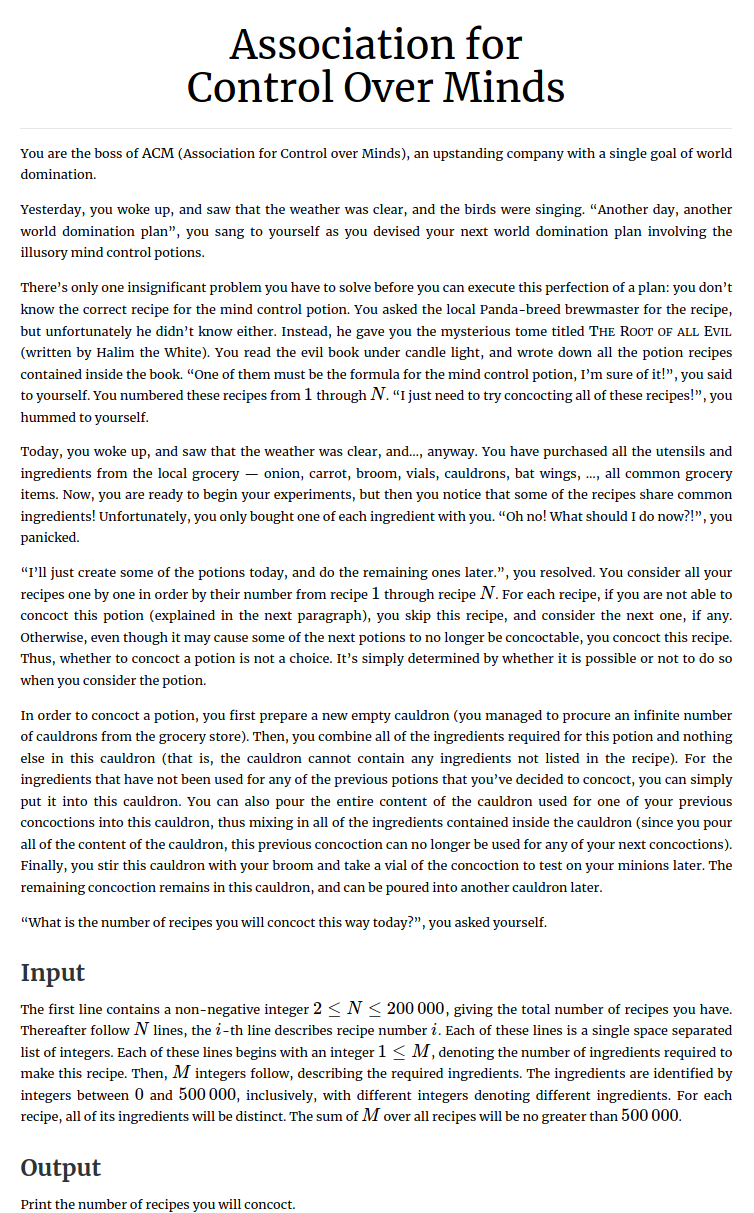 Association for
Control Over Minds
You are the boss of ACM (Association for Control over Minds), an upstanding company with a single goal of world
domination.
Yesterday, you woke up, and saw that the weather was clear, and the birds were singing. “Another day, another
world domination plan”, you sang to yourself as you devised your next world domination plan involving the
illusory mind control potions.
There’s only one insignificant problem you have to solve before you can execute this perfection of a plan: you don’t
know the correct recipe for the mind control potion. You asked the local Panda-breed brewmaster for the recipe,
but unfortunately he didn’t know either. Instead, he gave you the mysterious tome titled THE ROOT OF ALL EVIL
(written by Halim the White). You read the evil book under candle light, and wrote down all the potion recipes
contained inside the book. “One of them must be the formula for the mind control potion, I’m sure of it!”, you said
to yourself. You numbered these recipes from 1 through N. “I just need to try concocting all of these recipes!”, you
hummed to yourself.
Today, you woke up, and saw that the weather was clear, and..., anyway. You have purchased all the utensils and
ingredients from the local grocery — onion, carrot, broom, vials, cauldrons, bat wings, ..., all common grocery
items. Now, you are ready to begin your experiments, but then you notice that some of the recipes share common
ingredients! Unfortunately, you only bought one of each ingredient with you. “Oh no! What should I do now?!”, you
panicked.
“I’ll just create some of the potions today, and do the remaining ones later.”, you resolved. You consider all your
recipes one by one in order by their number from recipe 1 through recipe N. For each recipe, if you are not able to
concoct this potion (explained in the next paragraph), you skip this recipe, and consider the next one, if any.
Otherwise, even though it may cause some of the next potions to no longer be concoctable, you concoct this recipe.
Thus, whether to concoct a potion is not a choice. It’s simply determined by whether it is possible or not to do so
when you consider the potion.
In order to concoct a potion, you first prepare a new empty cauldron (you managed to procure an infinite number
of cauldrons from the grocery store). Then, you combine all of the ingredients required for this potion and nothing
else in this cauldron (that is, the cauldron cannot contain any ingredients not listed in the recipe). For the
ingredients that have not been used for any of the previous potions that you’ve decided to concoct, you can simply
put it into this cauldron. You can also pour the entire content of the cauldron used for one of your previous
concoctions into this cauldron, thus mixing in all of the ingredients contained inside the cauldron (since you pour
all of the content of the cauldron, this previous concoction can no longer be used for any of your next concoctions).
Finally, you stir this cauldron with your broom and take a vial of the concoction to test on your minions later. The
remaining concoction remains in this cauldron, and can be poured into another cauldron later.
“What is the number of recipes you will concoct this way today?”, you asked yourself.
Input
The first line contains a non-negative integer 2 ≤ N ≤ 200 000, giving the total number of recipes you have.
Thereafter follow N lines, the i-th line describes recipe number i. Each of these lines is a single space separated
list of integers. Each of these lines begins with an integer 1 ≤ M, denoting the number of ingredients required to
make this recipe. Then, M integers follow, describing the required ingredients. The ingredients are identified by
integers between 0 and 500 000, inclusively, with different integers denoting different ingredients. For each
recipe, all of its ingredients will be distinct. The sum of M over all recipes will be no greater than 500 000.
Output
Print the number of recipes you will concoct.